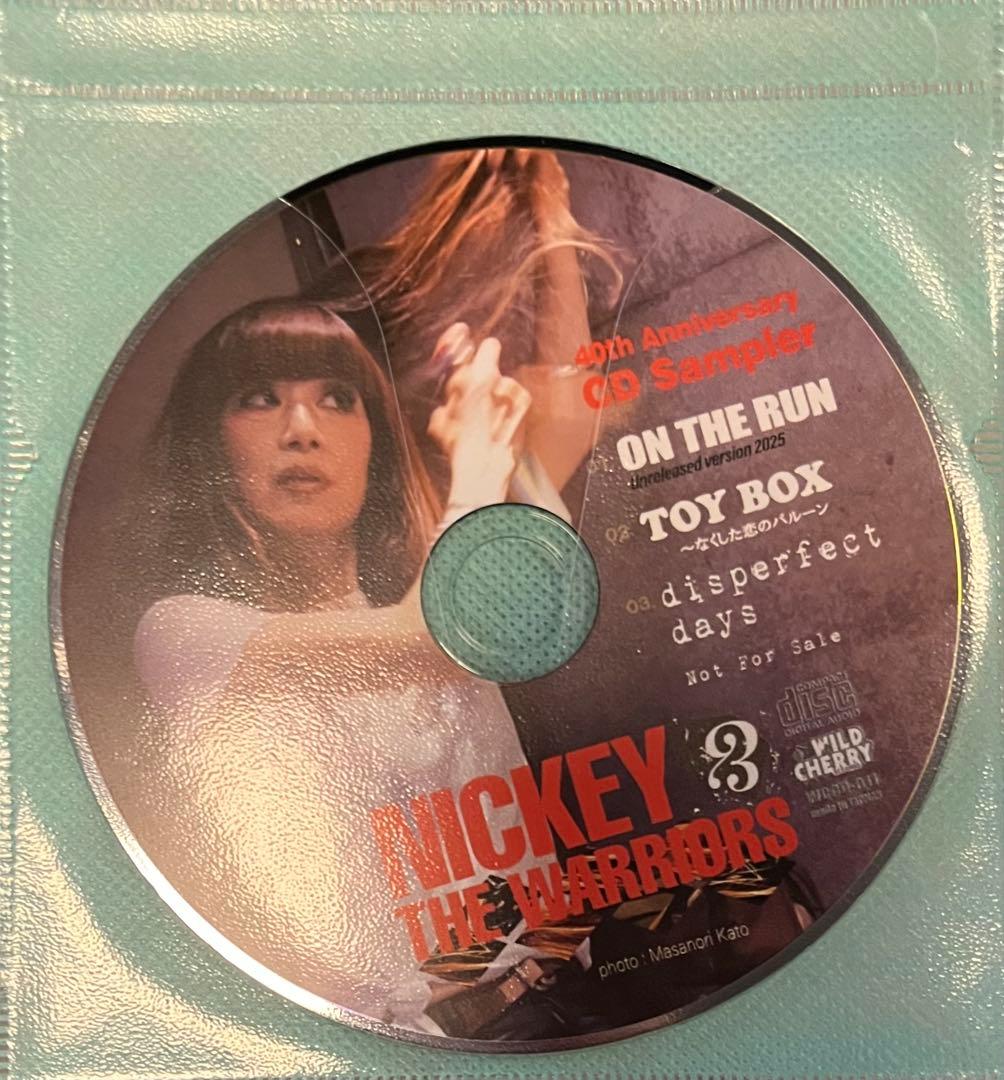 40th Anniversary
CD Sampler
01. ON THE RUN
Unreleased version 2025
02. TOY BOX
〜なくした恋のバルーン
03. disperfect
days
Not For Sale
COMPACT
disc
DIGITAL AUDIO
WILD
CHERRY
NICKEY &
THE WARRIORS
photo : Masanori Kato